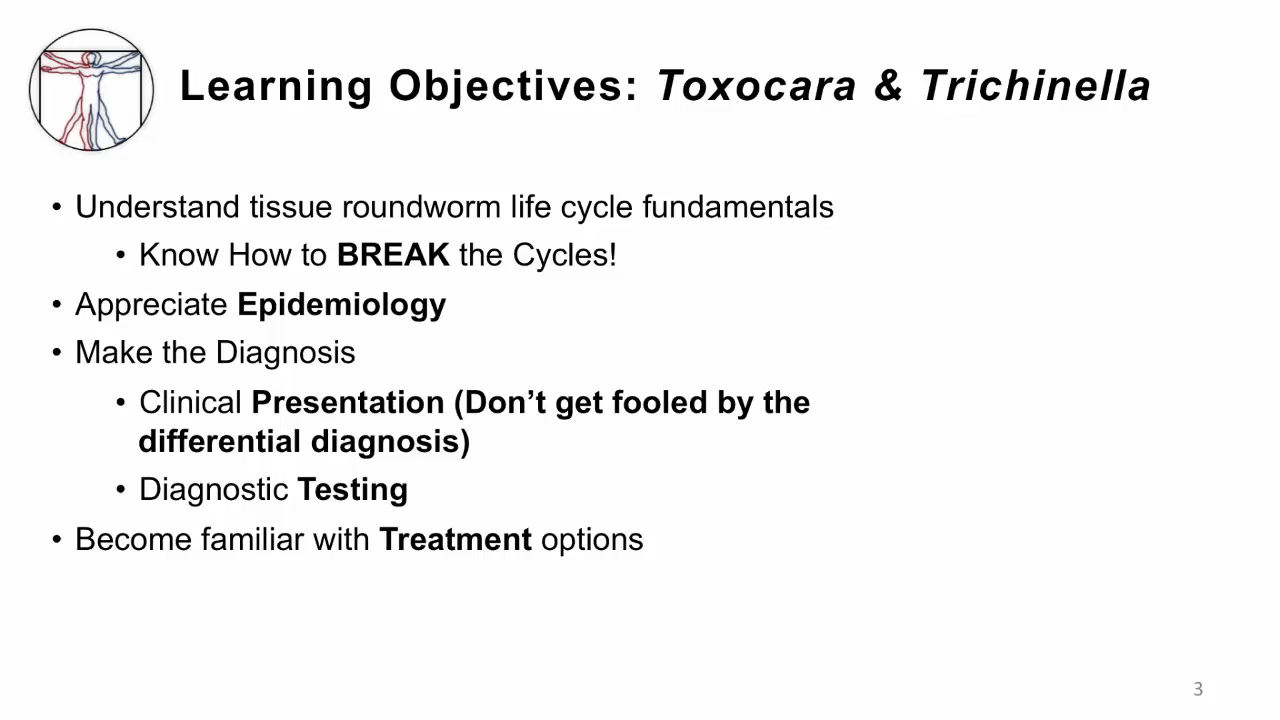 Learning Objectives: Toxocara & Trichinella
• Understand tissue roundworm life cycle fundamentals
• Know How to BREAK the Cycles!
• Appreciate Epidemiology
• Make the Diagnosis
• Clinical Presentation (Don’t get fooled by the
differential diagnosis)
• Diagnostic Testing
• Become familiar with Treatment options
3